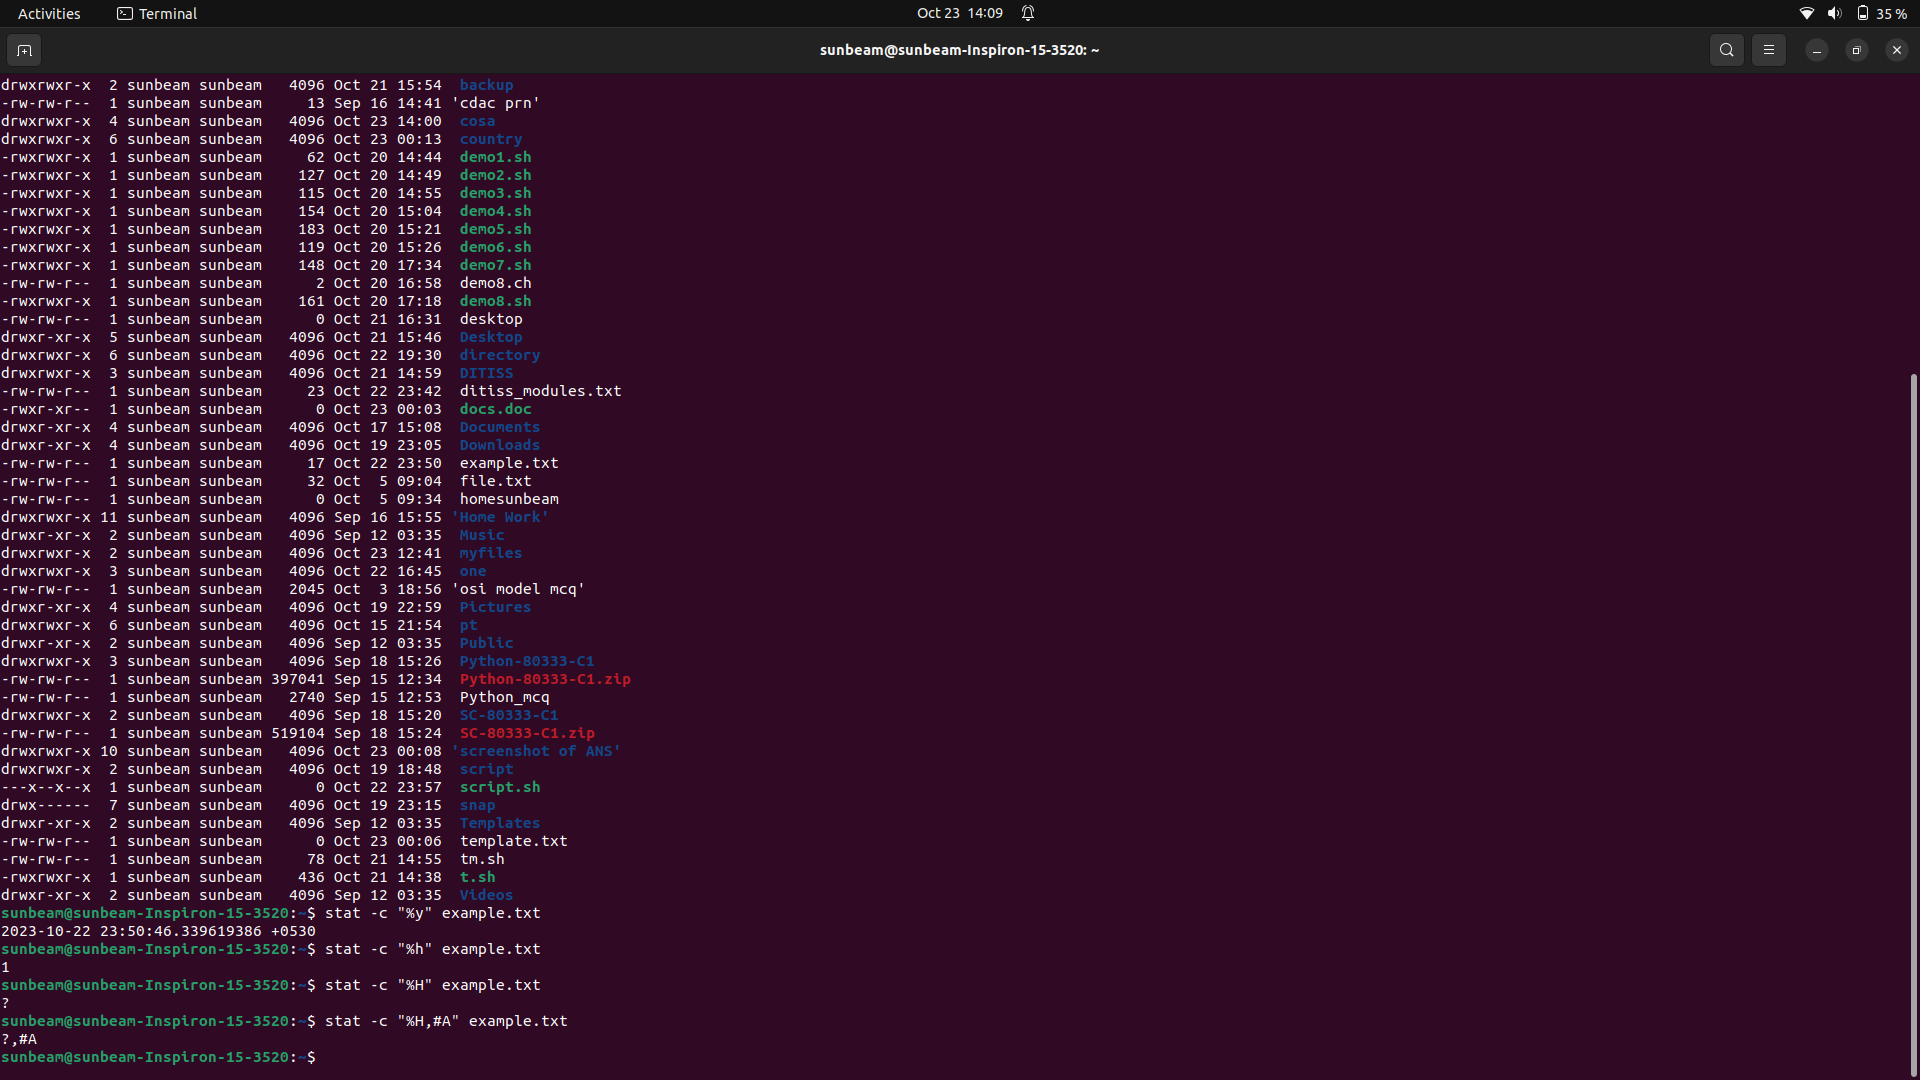 Activities Terminal Oct 23 14:09 35 %
sunbeam@sunbeam-Inspiron-15-3520: ~
drwxrwxr-x  2 sunbeam sunbeam   4096 Oct 21 15:54  backup
-rw-rw-r--  1 sunbeam sunbeam     13 Sep 16 14:41 'cdac prn'
drwxrwxr-x  4 sunbeam sunbeam   4096 Oct 23 14:00  cosa
drwxrwxr-x  6 sunbeam sunbeam   4096 Oct 23 00:13  country
-rwxrwxr-x  1 sunbeam sunbeam     62 Oct 20 14:44  demo1.sh
-rwxrwxr-x  1 sunbeam sunbeam    127 Oct 20 14:49  demo2.sh
-rwxrwxr-x  1 sunbeam sunbeam    115 Oct 20 14:55  demo3.sh
-rwxrwxr-x  1 sunbeam sunbeam    154 Oct 20 15:04  demo4.sh
-rwxrwxr-x  1 sunbeam sunbeam    183 Oct 20 15:21  demo5.sh
-rwxrwxr-x  1 sunbeam sunbeam    119 Oct 20 15:26  demo6.sh
-rwxrwxr-x  1 sunbeam sunbeam    148 Oct 20 17:34  demo7.sh
-rw-rw-r--  1 sunbeam sunbeam      2 Oct 20 16:58  demo8.ch
-rwxrwxr-x  1 sunbeam sunbeam    161 Oct 20 17:18  demo8.sh
-rw-rw-r--  1 sunbeam sunbeam      0 Oct 21 16:31  desktop
drwxr-xr-x  5 sunbeam sunbeam   4096 Oct 21 15:46  Desktop
drwxrwxr-x  6 sunbeam sunbeam   4096 Oct 22 19:30  directory
drwxrwxr-x  3 sunbeam sunbeam   4096 Oct 21 14:59  DITISS
-rw-rw-r--  1 sunbeam sunbeam     23 Oct 22 23:42  ditiss_modules.txt
-rwxr-xr--  1 sunbeam sunbeam      0 Oct 23 00:03  docs.doc
drwxr-xr-x  4 sunbeam sunbeam   4096 Oct 17 15:08  Documents
drwxr-xr-x  4 sunbeam sunbeam   4096 Oct 19 23:05  Downloads
-rw-rw-r--  1 sunbeam sunbeam     17 Oct 22 23:50  example.txt
-rw-rw-r--  1 sunbeam sunbeam     32 Oct  5 09:04  file.txt
-rw-rw-r--  1 sunbeam sunbeam      0 Oct  5 09:34  homesunbeam
drwxrwxr-x 11 sunbeam sunbeam   4096 Sep 16 15:55 'Home Work'
drwxr-xr-x  2 sunbeam sunbeam   4096 Sep 12 03:35  Music
drwxrwxr-x  2 sunbeam sunbeam   4096 Oct 23 12:41  myfiles
drwxrwxr-x  3 sunbeam sunbeam   4096 Oct 22 16:45  one
-rw-rw-r--  1 sunbeam sunbeam   2045 Oct  3 18:56 'osi model mcq'
drwxr-xr-x  4 sunbeam sunbeam   4096 Oct 19 22:59  Pictures
drwxrwxr-x  6 sunbeam sunbeam   4096 Oct 15 21:54  pt
drwxr-xr-x  2 sunbeam sunbeam   4096 Sep 12 03:35  Public
drwxrwxr-x  3 sunbeam sunbeam   4096 Sep 18 15:26  Python-80333-C1
-rw-rw-r--  1 sunbeam sunbeam 397041 Sep 15 12:34  Python-80333-C1.zip
-rw-rw-r--  1 sunbeam sunbeam   2740 Sep 15 12:53  Python_mcq
drwxrwxr-x  2 sunbeam sunbeam   4096 Sep 18 15:20  SC-80333-C1
-rw-rw-r--  1 sunbeam sunbeam 519104 Sep 18 15:24  SC-80333-C1.zip
drwxrwxr-x 10 sunbeam sunbeam   4096 Oct 23 00:08 'screenshot of ANS'
drwxrwxr-x  2 sunbeam sunbeam   4096 Oct 19 18:48  script
---x--x--x  1 sunbeam sunbeam      0 Oct 22 23:57  script.sh
drwx------  7 sunbeam sunbeam   4096 Oct 19 23:15  snap
drwxr-xr-x  2 sunbeam sunbeam   4096 Sep 12 03:35  Templates
-rw-rw-r--  1 sunbeam sunbeam      0 Oct 23 00:06  template.txt
-rw-rw-r--  1 sunbeam sunbeam     78 Oct 21 14:55  tm.sh
-rwxrwxr-x  1 sunbeam sunbeam    436 Oct 21 14:38  t.sh
drwxr-xr-x  2 sunbeam sunbeam   4096 Sep 12 03:35  Videos
sunbeam@sunbeam-Inspiron-15-3520:~$ stat -c "%y" example.txt
2023-10-22 23:50:46.339619386 +0530
sunbeam@sunbeam-Inspiron-15-3520:~$ stat -c "%h" example.txt
1
sunbeam@sunbeam-Inspiron-15-3520:~$ stat -c "%H" example.txt
?
sunbeam@sunbeam-Inspiron-15-3520:~$ stat -c "%H,#A" example.txt
?,#A
sunbeam@sunbeam-Inspiron-15-3520:~$